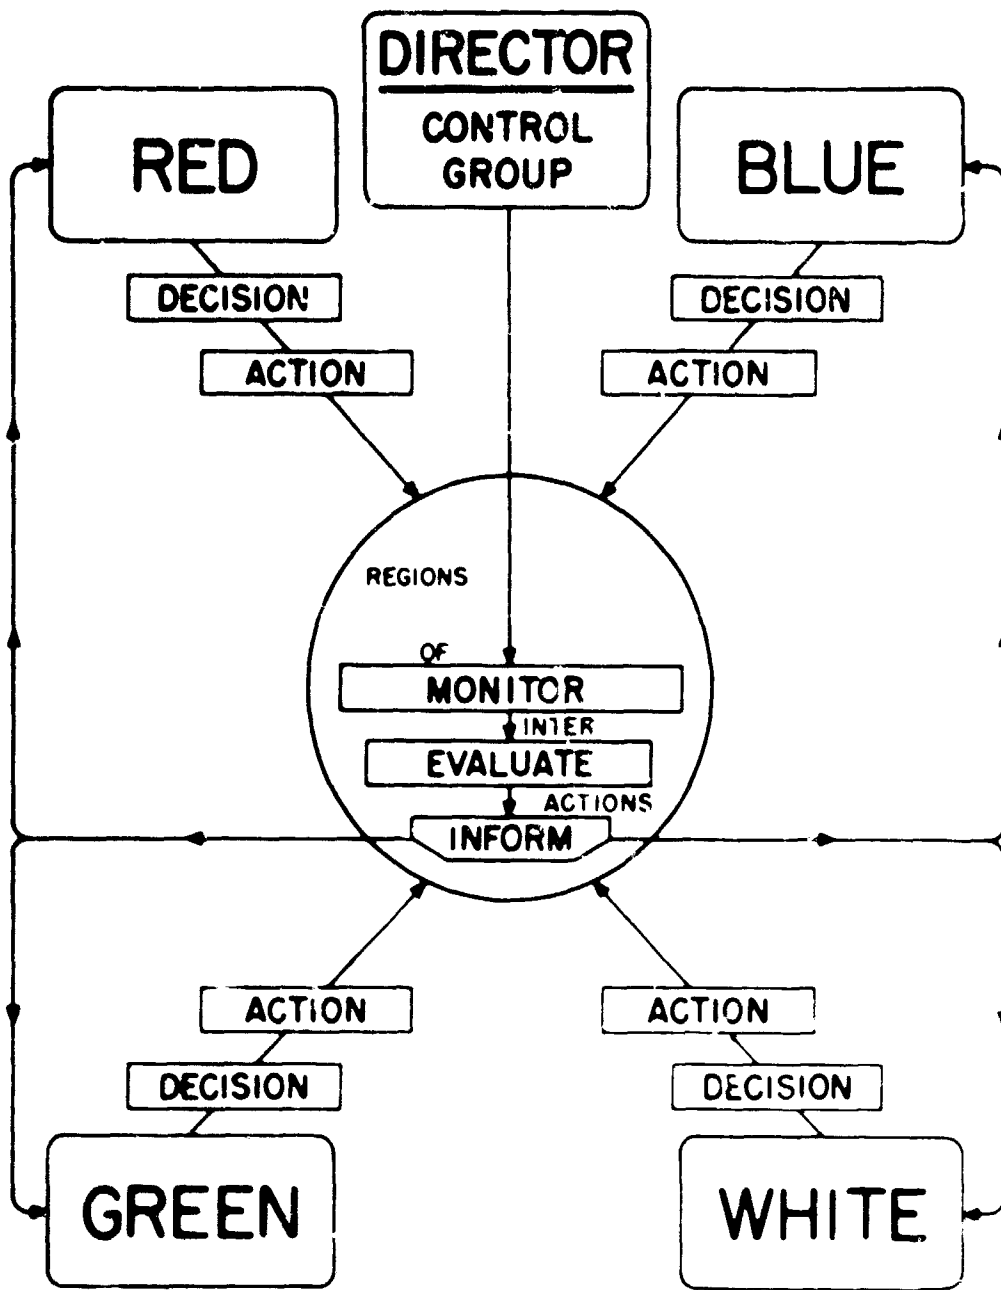 DIRECTOR
CONTROL
GROUP
RED
BLUE
DECISION
DECISION
ACTION
ACTION
REGIONS
OF
MONITOR
INTER
EVALUATE
ACTIONS
INFORM
ACTION
ACTION
DECISION
DECISION
GREEN
WHITE